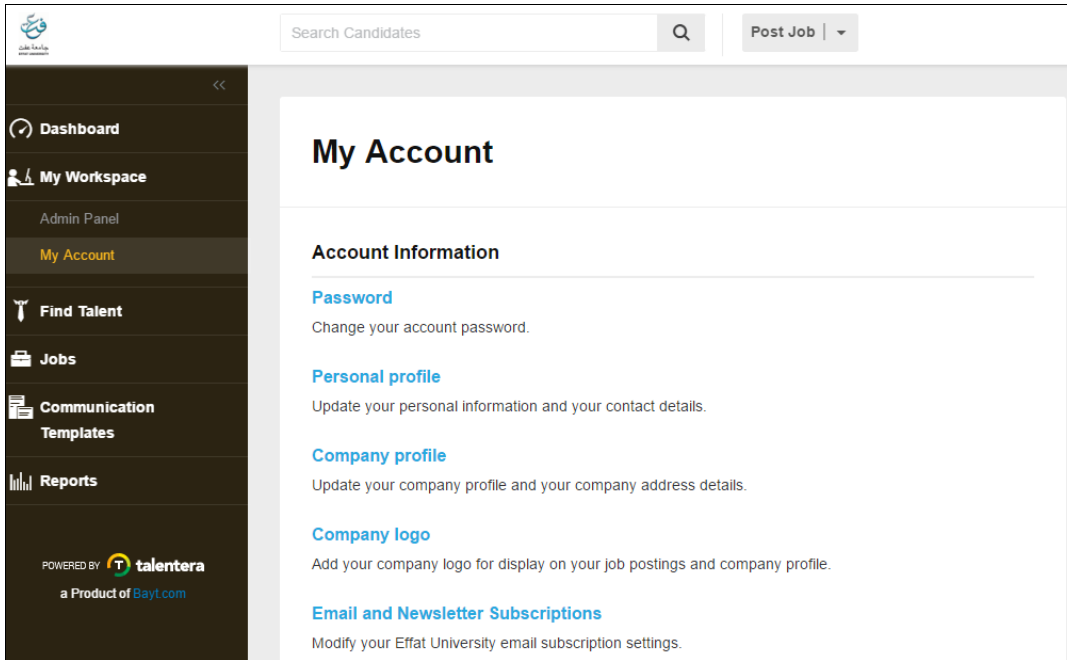 جامعة عفت
EFFAT UNIVERSITY
Search Candidates
Post Job
Dashboard
My Workspace
Admin Panel
My Account
Find Talent
Jobs
Communication
Templates
Reports
POWERED BY T talentera
a Product of Bayt.com
My Account
Account Information
Password
Change your account password.
Personal profile
Update your personal information and your contact details.
Company profile
Update your company profile and your company address details.
Company logo
Add your company logo for display on your job postings and company profile.
Email and Newsletter Subscriptions
Modify your Effat University email subscription settings.